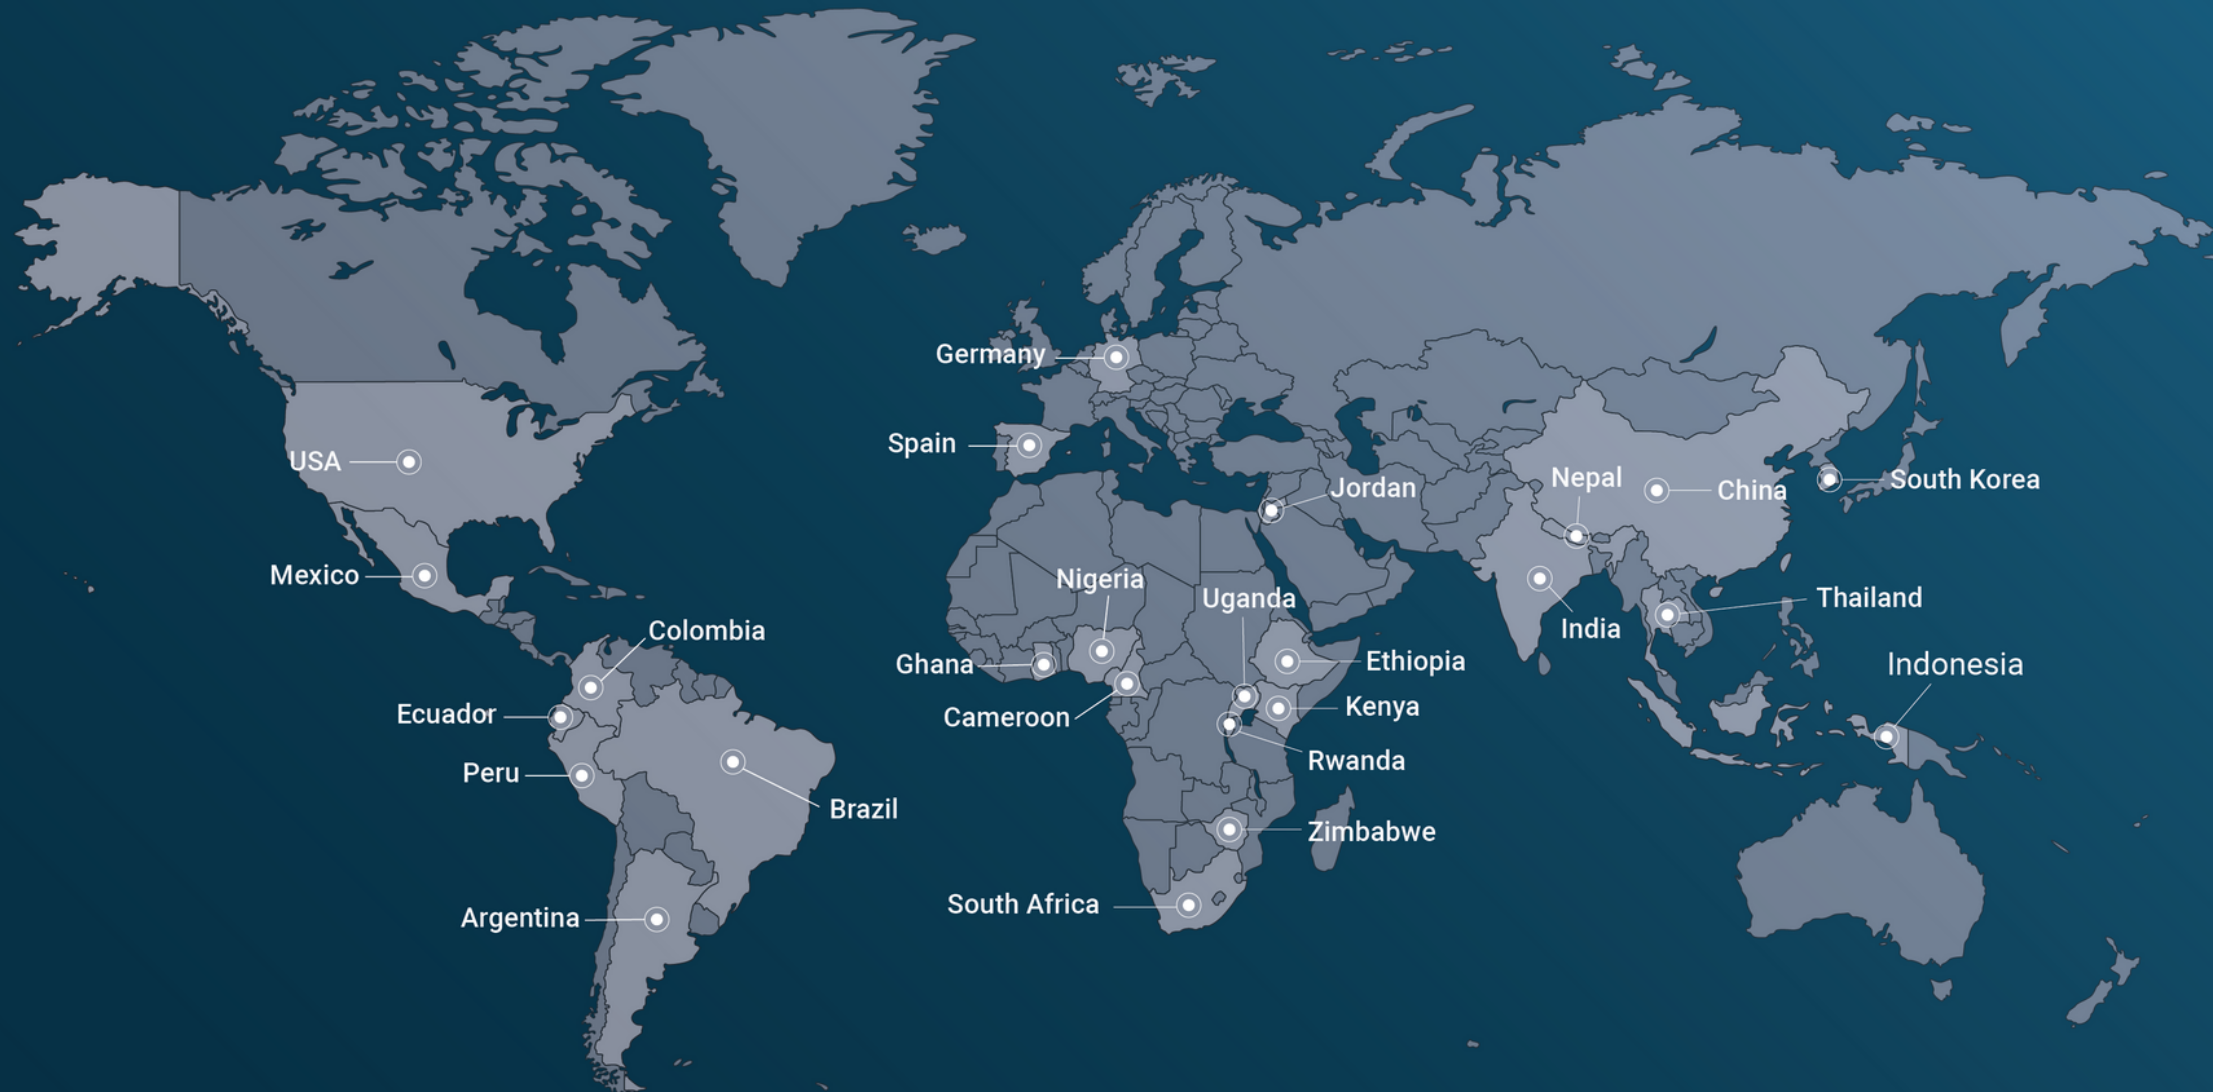 Germany
Spain
USA
Jordan
Nepal
China
South Korea
Mexico
Nigeria
Uganda
Thailand
India
Colombia
Ghana
Ethiopia
Indonesia
Ecuador
Cameroon
Kenya
Peru
Rwanda
Brazil
Zimbabwe
South Africa
Argentina